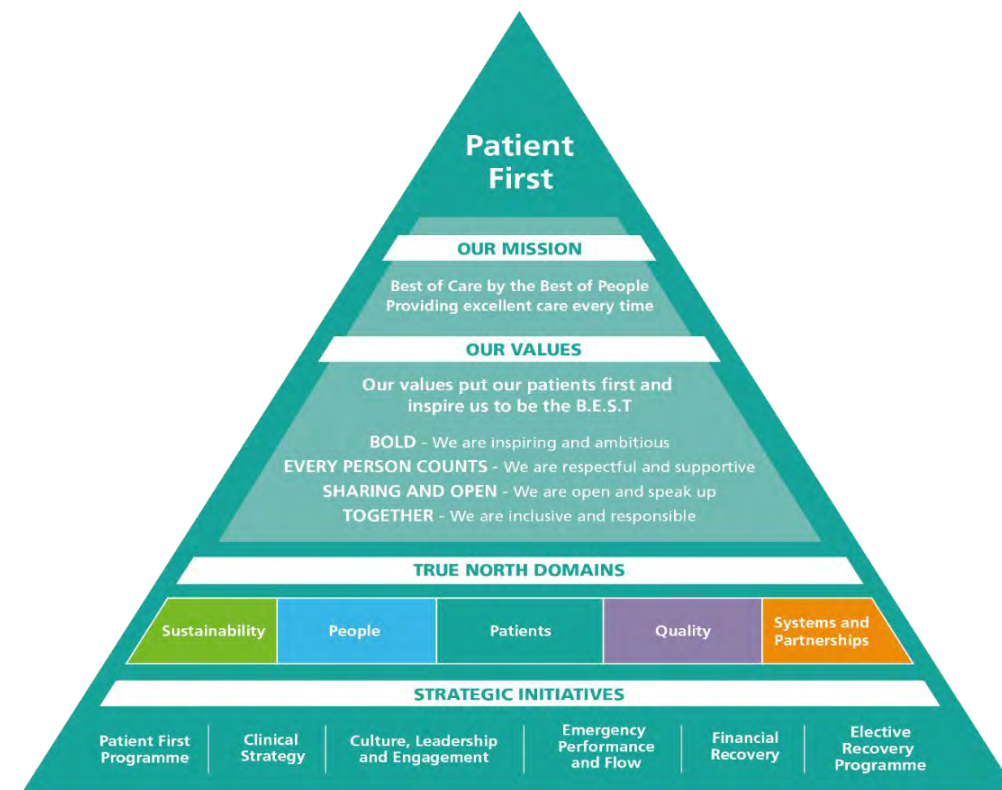 Patient
First
OUR MISSION
Best of Care by the Best of People
Providing excellent care every time
OUR VALUES
Our values put our patients first and
inspire us to be the B.E.S.T
BOLD - We are inspiring and ambitious
EVERY PERSON COUNTS - We are respectful and supportive
SHARING AND OPEN - We are open and speak up
TOGETHER - We are inclusive and responsible
TRUE NORTH DOMAINS
Sustainability
People
Patients
Quality
Systems and
Partnerships
STRATEGIC INITIATIVES
Patient First
Programme
Clinical
Strategy
Culture, Leadership
and Engagement
Emergency
Performance
and Flow
Financial
Recovery
Elective
Recovery
Programme